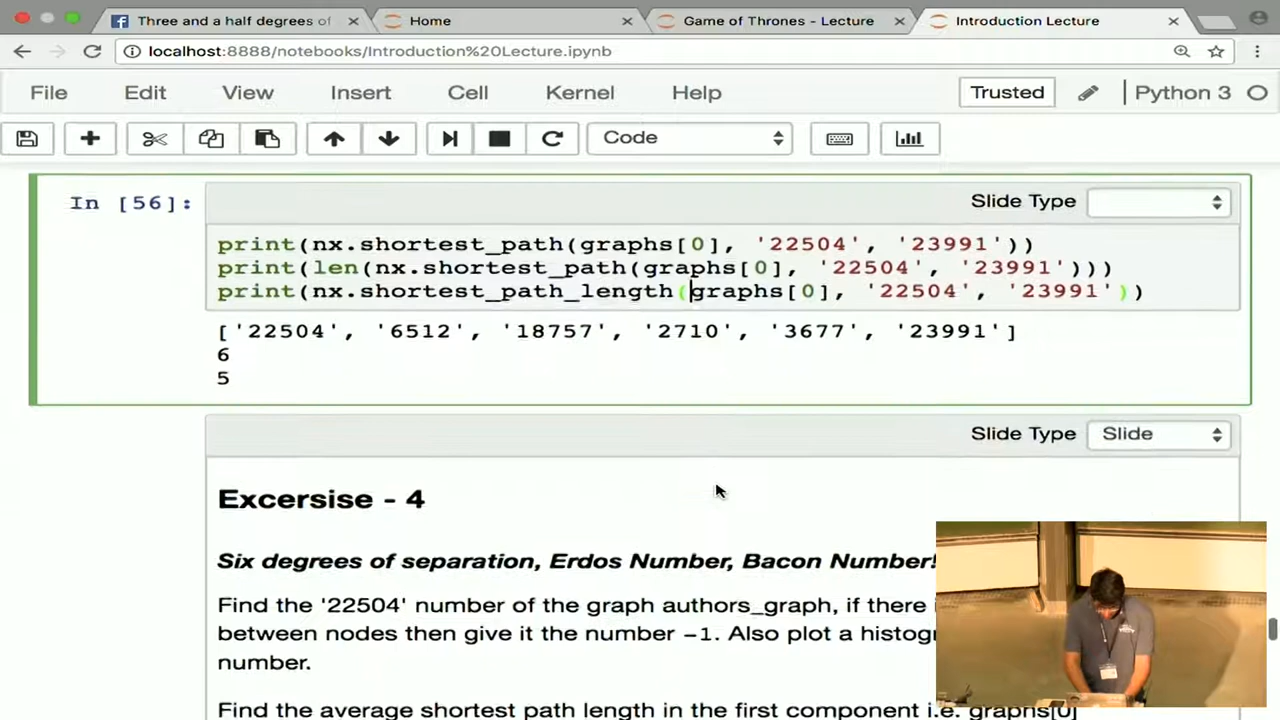 Three and a half degrees of
Home
Game of Thrones - Lecture
Introduction Lecture
localhost:8888/notebooks/Introduction%20Lecture.ipynb
File Edit View Insert Cell Kernel Help Trusted Python 3
Code
In [56]:
Slide Type
print(nx.shortest_path(graphs[0], '22504', '23991'))
print(len(nx.shortest_path(graphs[0], '22504', '23991')))
print(nx.shortest_path_length(graphs[0], '22504', '23991'))
['22504', '6512', '18757', '2710', '3677', '23991']
6
5
Slide Type Slide
Excersise - 4
Six degrees of separation, Erdos Number, Bacon Number!
Find the '22504' number of the graph authors_graph, if there
between nodes then give it the number -1. Also plot a
number.
Find the average shortest path length in the first component i.e. graphs[0]